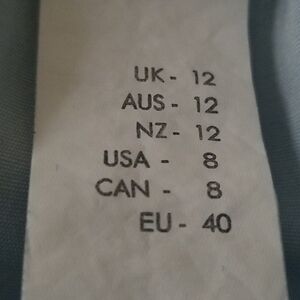 UK - 12
AUS - 12
NZ - 12
USA - 8
CAN - 8
EU - 40